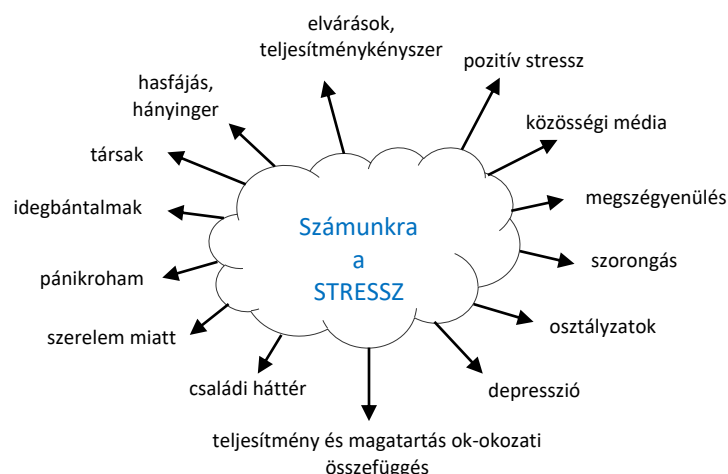 elvárások,
teljesítménykényszer
pozitív stressz
hasfájás,
hányinger
közösségi média
társak
megszégyenülés
idegbántalmak
Számunkra
a
STRESSZ
szorongás
pánikroham
osztályzatok
szerelem miatt
családi háttér
depresszió
teljesítmény és magatartás ok-okozati
összefüggés